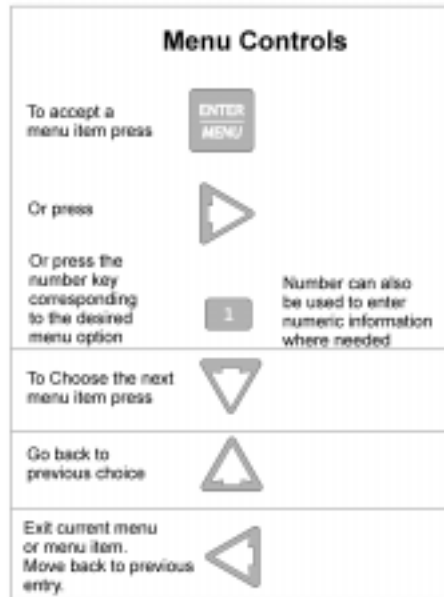 Menu Controls
To accept a
menu item press
ENTER
MENU
Or press
Or press the
number key
corresponding
to the desired
menu option
1
Number can also
be used to enter
numeric information
where needed
To Choose the next
menu item press
Go back to
previous choice
Exit current menu
or menu item.
Move back to previous
entry.